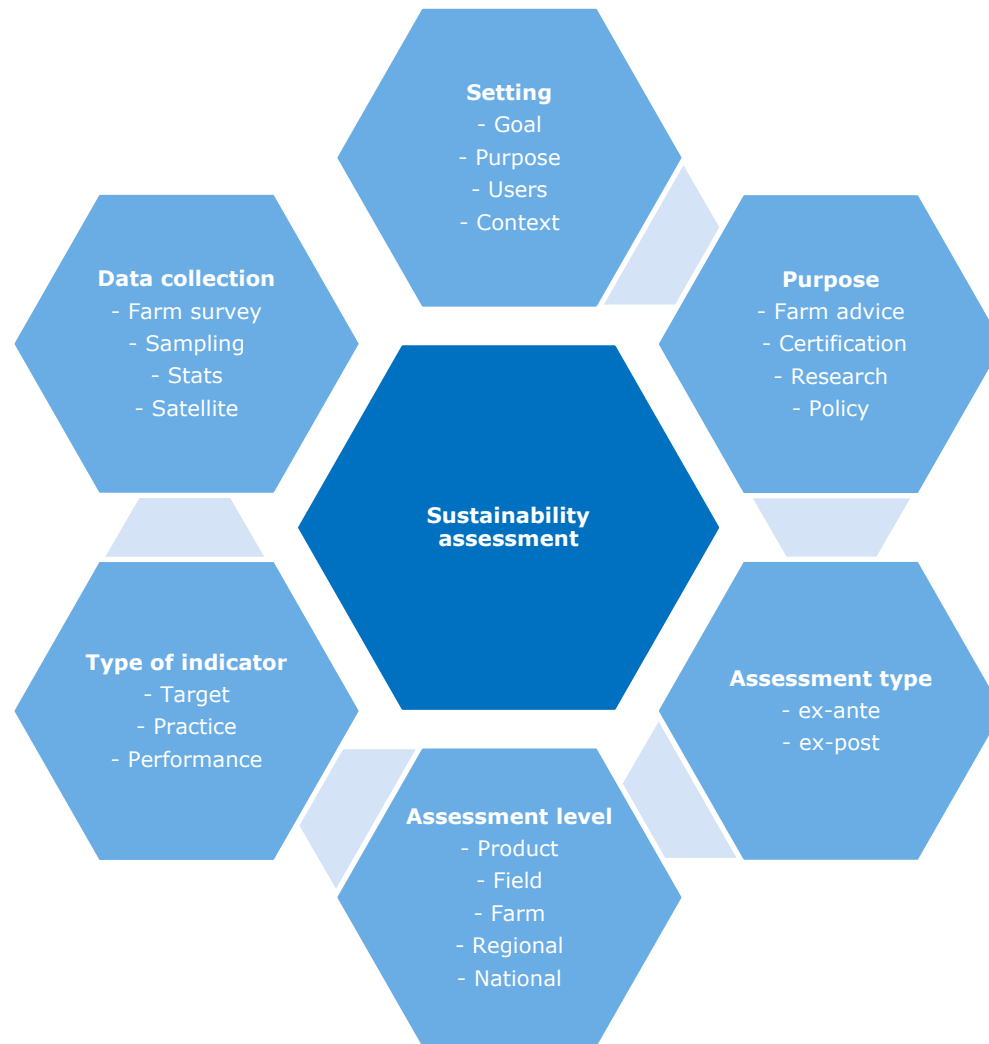 Setting
- Goal
- Purpose
- Users
- Context
Purpose
- Farm advice
- Certification
- Research
- Policy
Assessment type
- ex-ante
- ex-post
Assessment level
- Product
- Field
- Farm
- Regional
- National
Type of indicator
- Target
- Practice
- Performance
Data collection
- Farm survey
- Sampling
- Stats
- Satellite
Sustainability
assessment